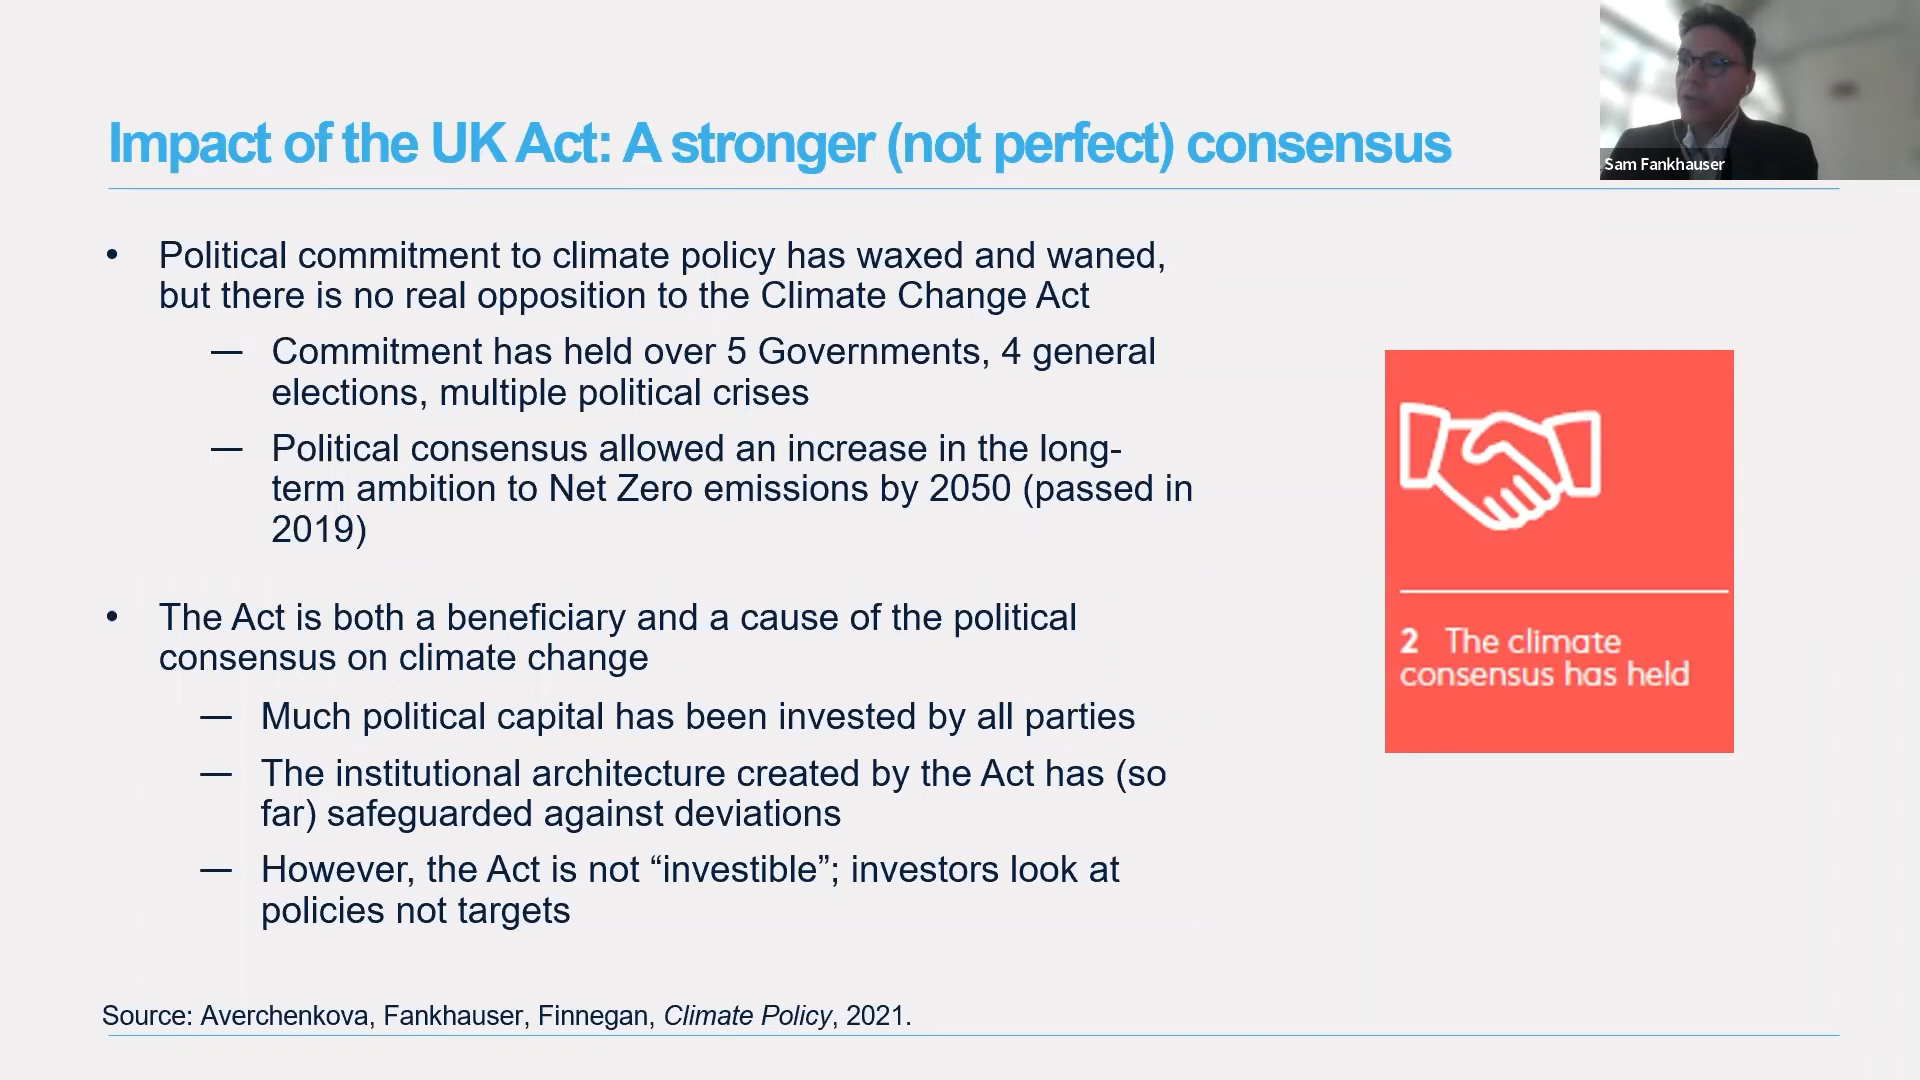 Impact of the UK Act: A stronger (not perfect) consensus
Sam Fankhauser
• Political commitment to climate policy has waxed and waned,
but there is no real opposition to the Climate Change Act
— Commitment has held over 5 Governments, 4 general
elections, multiple political crises
— Political consensus allowed an increase in the long-
term ambition to Net Zero emissions by 2050 (passed in
2019)
• The Act is both a beneficiary and a cause of the political
consensus on climate change
— Much political capital has been invested by all parties
— The institutional architecture created by the Act has (so
far) safeguarded against deviations
— However, the Act is not “investible”; investors look at
policies not targets
2 The climate
consensus has held
Source: Averchenkova, Fankhauser, Finnegan, Climate Policy, 2021.